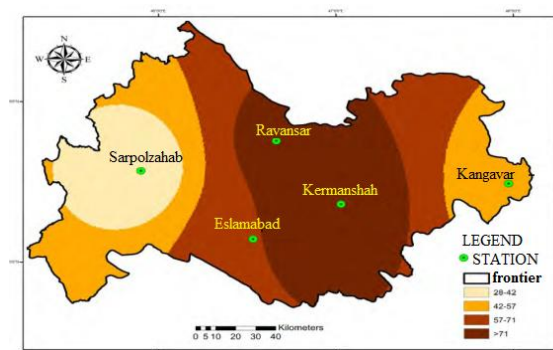 N
W E
S
Ravansar
Sarpolzahab
Kangavar
Kermanshah
Eslamabad
LEGEND
STATION
frontier
28-42
42-57
57-71
>71
Kilometers
0 5 10 20 30 40